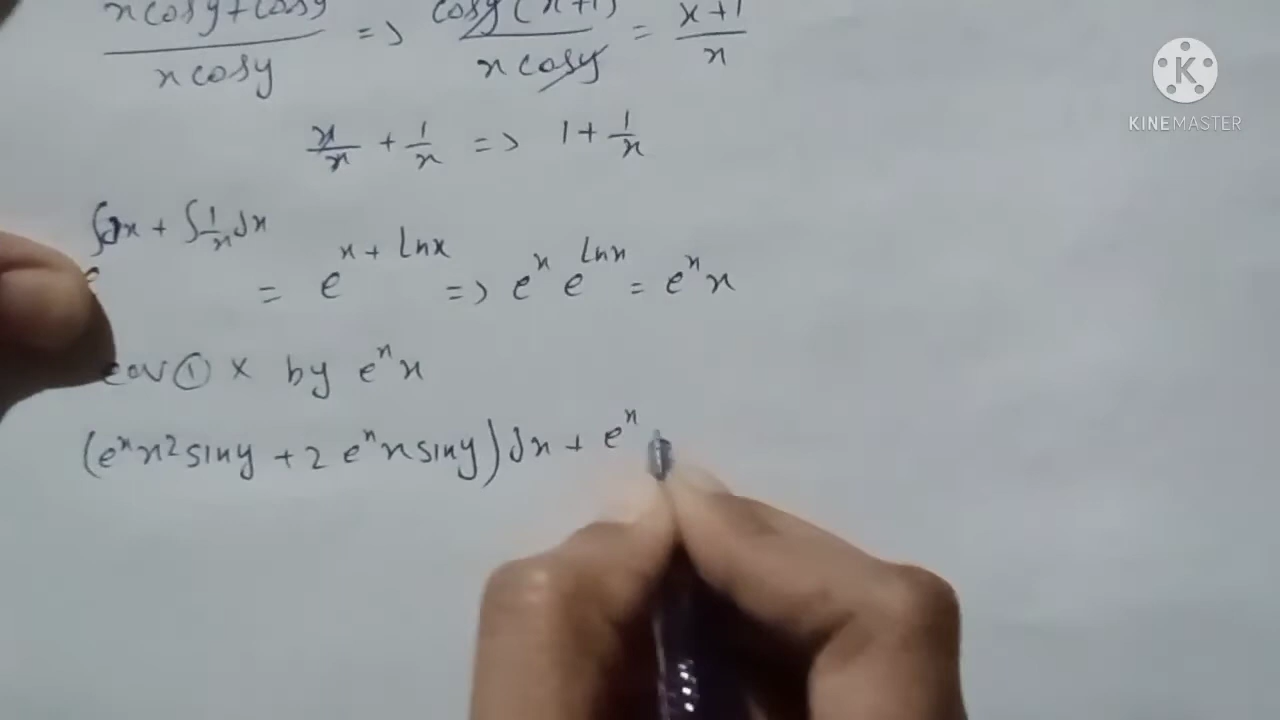 x cosy + cosy / x cosy => cosy (x+1) / x cosy = x+1 / x
K
KINEMASTER
x/x + 1/x => 1 + 1/x
∫dx + ∫1/x dx
= e^x + lnx => e^x e^lnx = e^x x
① × by e^x x
(e^x x² siny + 2 e^x x siny) dx + e^x